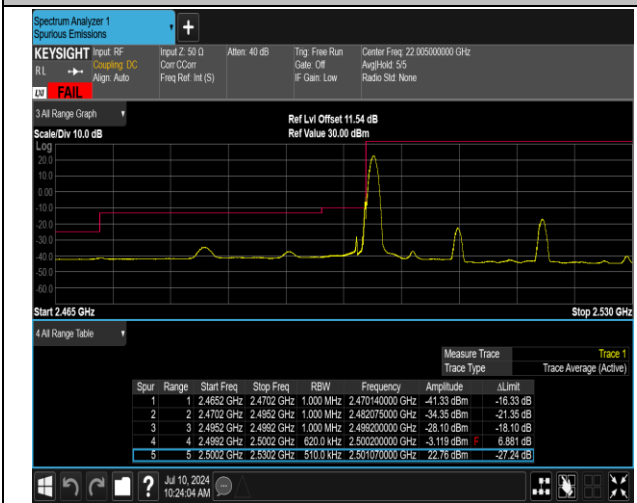 Spectrum Analyzer 1
Spurious Emissions
+
KEYSIGHT Input: RF Input Z: 50 Ω Atten: 40 dB Trig: Free Run Center Freq: 22.005000000 GHz
RL Coupling: DC Corr CCorr Gate: Off Avg|Hold: 5/5
Align: Auto Freq Ref: Int (S) IF Gain: Low Radio Std: None
LXI FAIL
3 All Range Graph
Ref Lvl Offset 11.54 dB
Scale/Div 10.0 dB Ref Value 30.00 dBm
Log
20.0
10.0
0.00
-10.0
-20.0
-30.0
-40.0
-50.0
-60.0
Start 2.465 GHz Stop 2.530 GHz
4 All Range Table
Measure Trace Trace 1
Trace Type Trace Average (Active)
Spur Range Start Freq Stop Freq RBW Frequency Amplitude ΔLimit
1 1 2.4652 GHz 2.4702 GHz 1.000 MHz 2.470140000 GHz -41.33 dBm -16.33 dB
2 2 2.4702 GHz 2.4952 GHz 1.000 MHz 2.482075000 GHz -34.35 dBm -21.35 dB
3 3 2.4952 GHz 2.4992 GHz 1.000 MHz 2.499200000 GHz -28.10 dBm -18.10 dB
4 4 2.4992 GHz 2.5002 GHz 620.0 kHz 2.500200000 GHz -3.119 dBm F 6.881 dB
5 5 2.5002 GHz 2.5302 GHz 510.0 kHz 2.501070000 GHz 22.76 dBm -27.24 dB
? Jul 10, 2024
10:24:04 AM